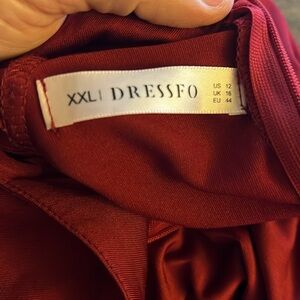 XXL| DRESSFO
US 12
UK 16
EU 44